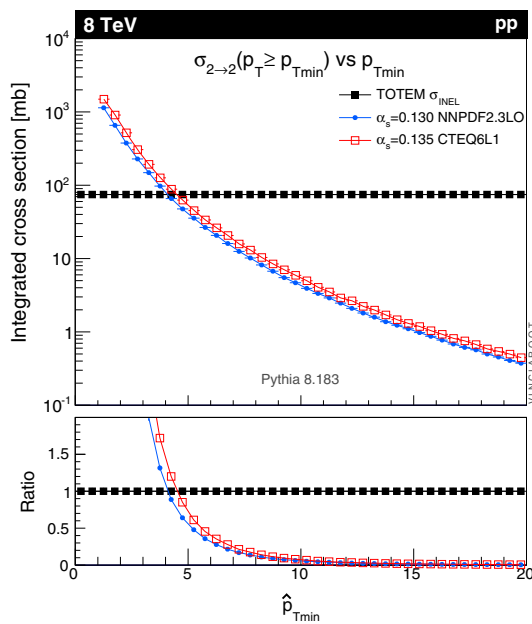 8 TeV pp
σ2→2(pT ≥ pTmin) vs pTmin
TOTEM σINEL
αs=0.130 NNPDF2.3LO
αs=0.135 CTEQ6L1
Integrated cross section [mb]
10^4
10^3
10^2
10
1
10^-1
Pythia 8.183
Ratio
2
1.5
1
0.5
0
0 5 10 15 20
p̂Tmin